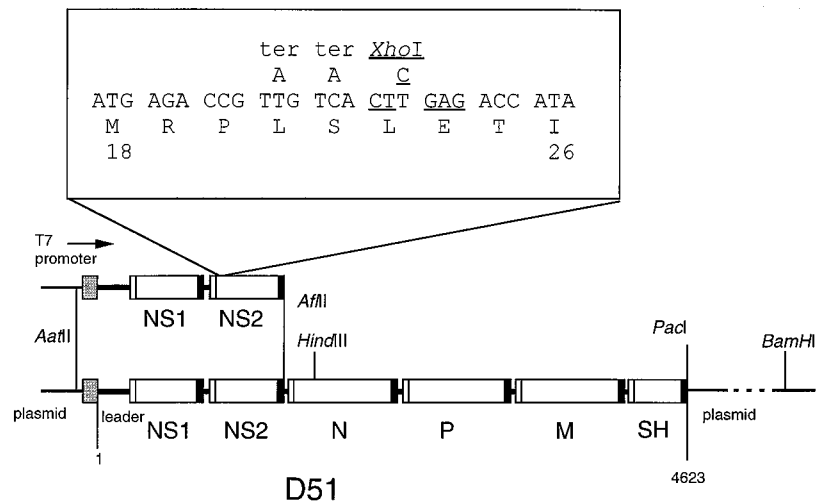 ter ter XhoI
A A C
ATG AGA CCG TTG TCA CTT GAG ACC ATA
M R P L S L E T I
18 26
T7
promoter
NS1 NS2
AflII
AatII
HindIII
PacI
BamHI
plasmid
leader
plasmid
NS1 NS2 N P M SH
1
4623
D51